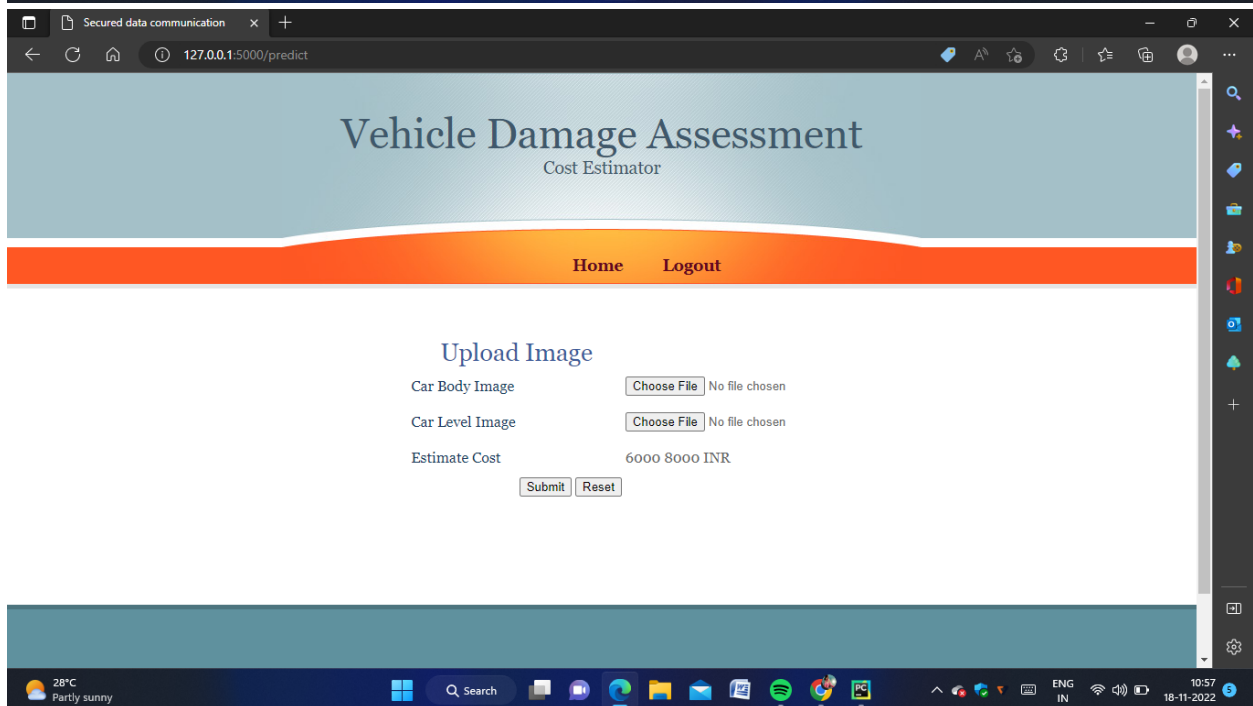 Secured data communication
127.0.0.1:5000/predict
Vehicle Damage Assessment
Cost Estimator
Home Logout
Upload Image
Car Body Image Choose File No file chosen
Car Level Image Choose File No file chosen
Estimate Cost 6000 8000 INR
Submit Reset
28°C
Partly sunny
Search
ENG
IN
10:57
18-11-2022
5